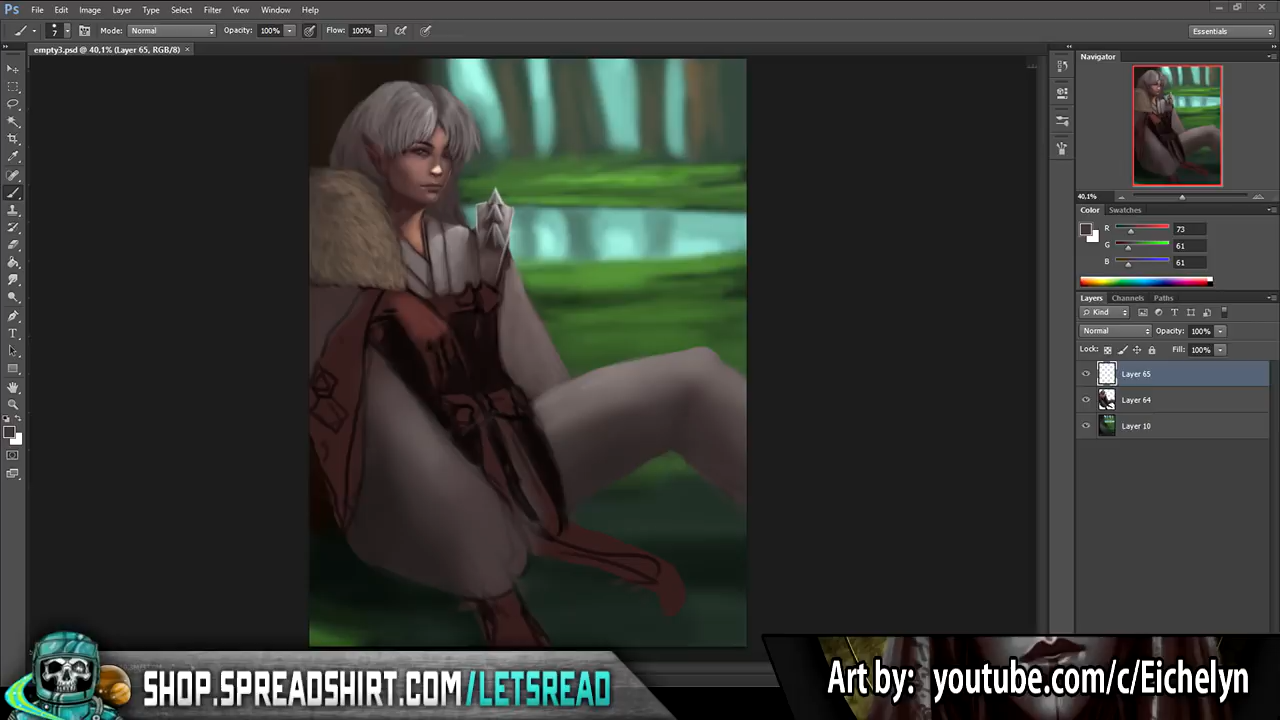 Ps File Edit Image Layer Type Select Filter View Window Help
7 Mode: Normal Opacity: 100% Flow: 100% Essentials
empty3.psd @ 40,1% (Layer 65, RGB/8) ×
Navigator
40,1%
Color Swatches
R 73
G 61
B 61
Layers Channels Paths
Kind
Normal Opacity: 100%
Lock: Fill: 100%
Layer 65
Layer 64
Layer 10
SHOP.SPREADSHIRT.COM/LETSREAD
Art by: youtube.com/c/Eichelyn